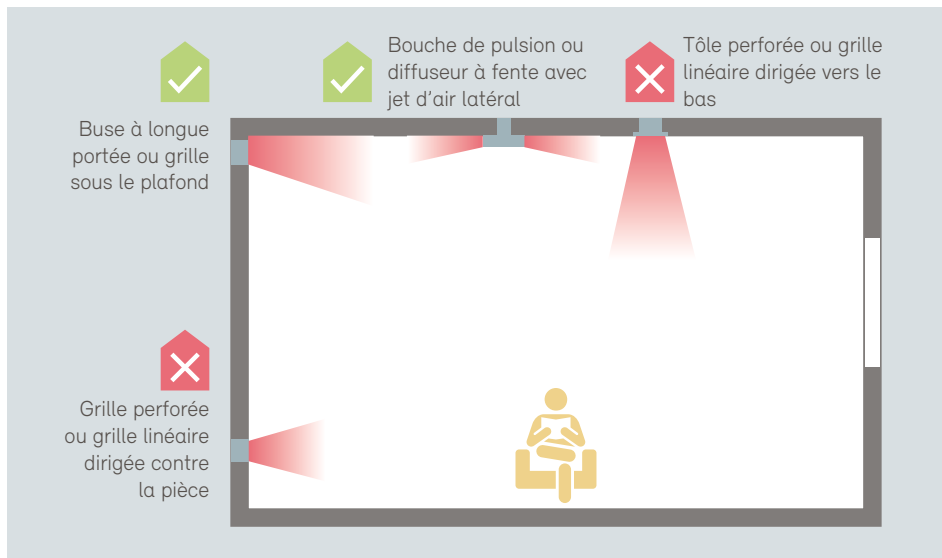 Buse à longue
portée ou grille
sous le plafond
Bouche de pulsion ou
diffuseur à fente avec
jet d'air latéral
Tôle perforée ou grille
linéaire dirigée vers le
bas
Grille perforée
ou grille linéaire
dirigée contre
la pièce